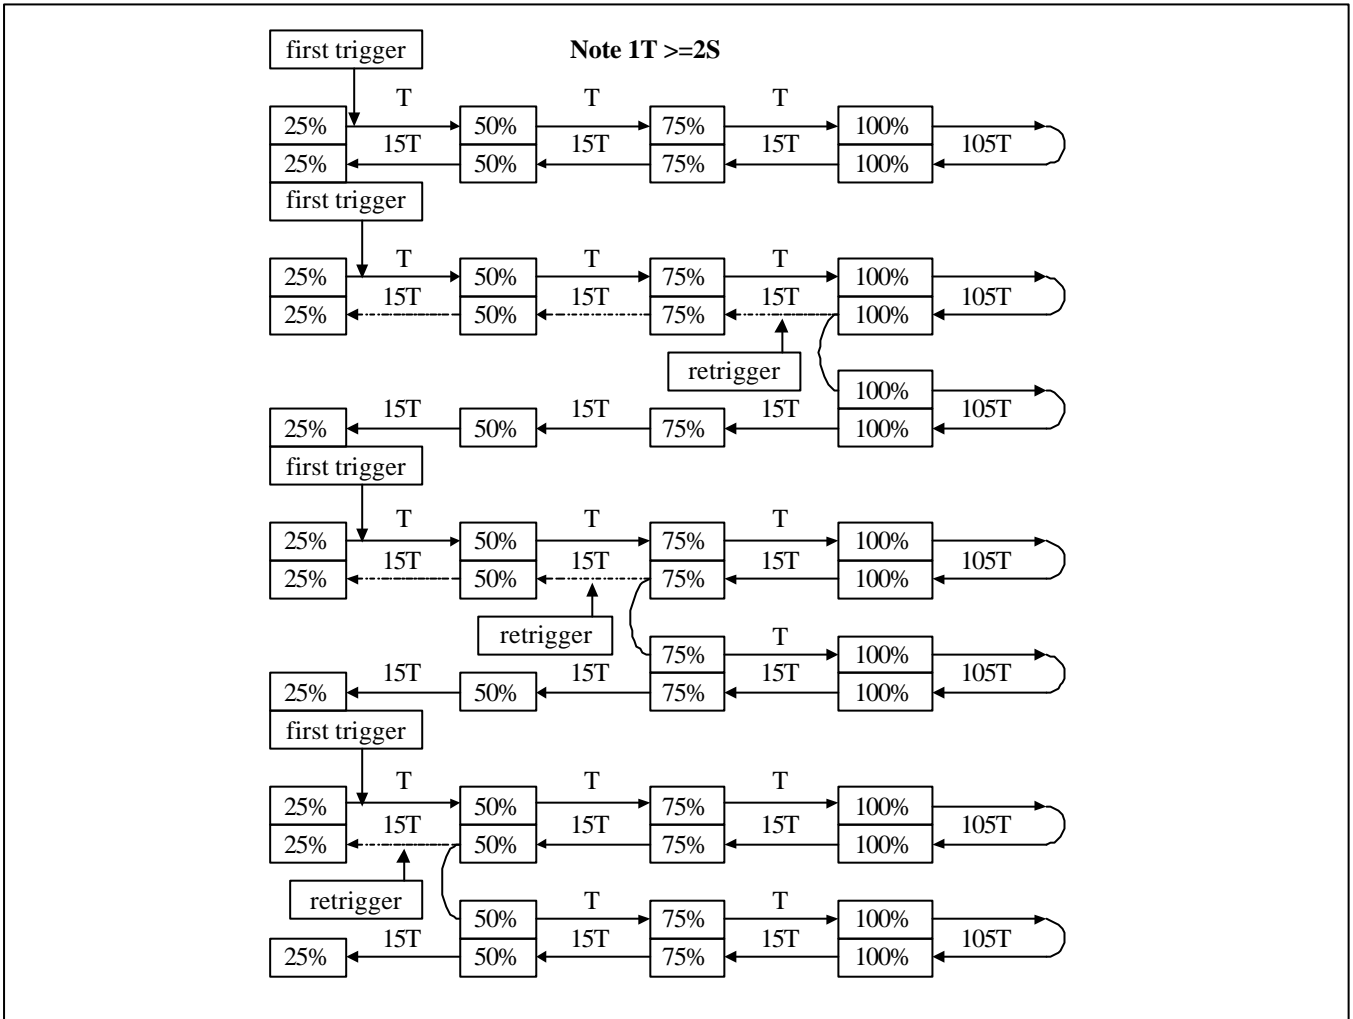 first trigger
Note 1T >=2S
T T T
25% 50% 75% 100%
15T 15T 15T 105T
25% 50% 75% 100%
first trigger
T T T
25% 50% 75% 100%
15T 15T 15T 105T
25% 50% 75% 100%
retrigger
100%
15T 15T 15T 105T
25% 50% 75% 100%
first trigger
T T T
25% 50% 75% 100%
15T 15T 15T 105T
25% 50% 75% 100%
retrigger
T
75% 100%
15T 15T 15T 105T
25% 50% 75% 100%
first trigger
T T T
25% 50% 75% 100%
15T 15T 15T 105T
25% 50% 75% 100%
retrigger
T T
50% 75% 100%
15T 15T 15T 105T
25% 50% 75% 100%